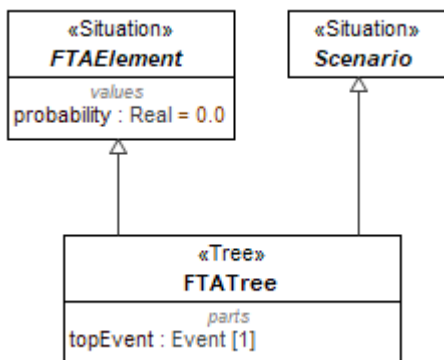 «Situation»
FTAElement
values
probability : Real = 0.0
«Situation»
Scenario
«Tree»
FTATree
parts
topEvent : Event [1]